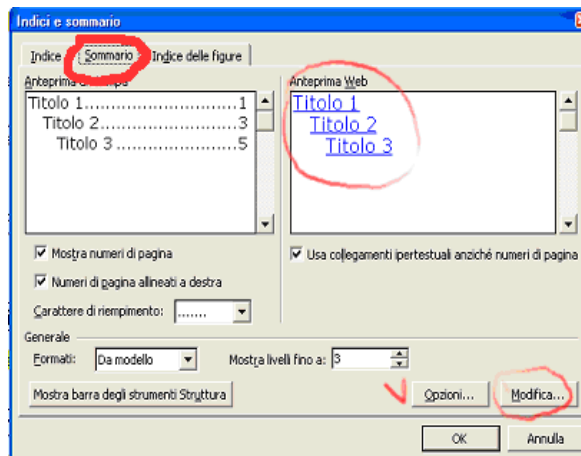 Indici e sommario
Indice Sommario Indice delle figure
Anteprima di stampa Anteprima Web
Titolo 1............................1 Titolo 1
Titolo 2.........................3 Titolo 2
Titolo 3 ......................5 Titolo 3
Mostra numeri di pagina Usa collegamenti ipertestuali anziché numeri di pagina
Numeri di pagina allineati a destra
Carattere di riempimento: .......
Generale
Formati: Da modello Mostra livelli fino a: 3
Mostra barra degli strumenti Struttura Opzioni... Modifica...
OK Annulla